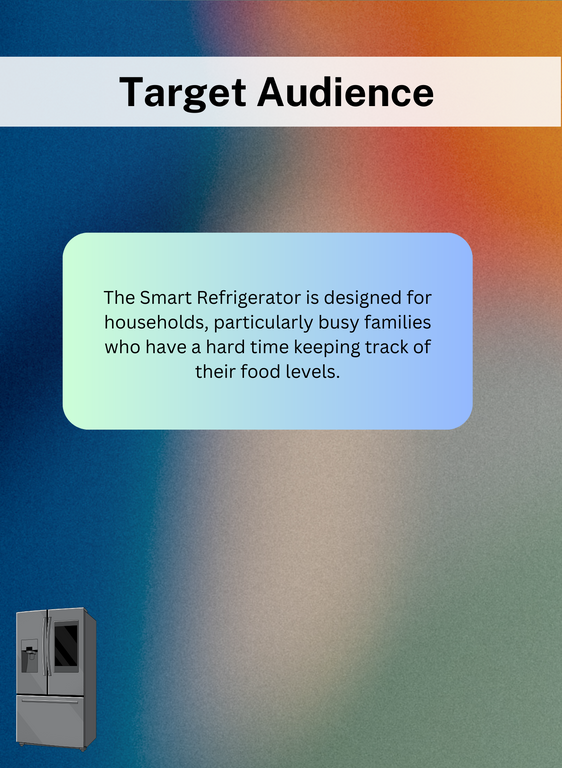 Target Audience
The Smart Refrigerator is designed for
households, particularly busy families
who have a hard time keeping track of
their food levels.